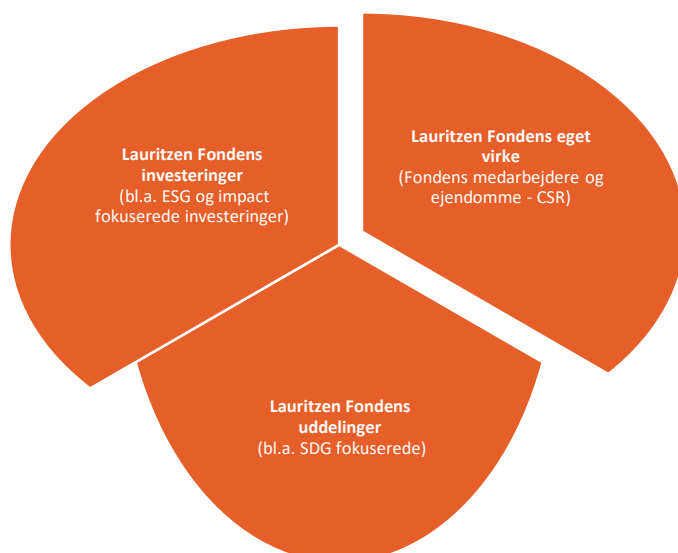 Lauritzen Fondens
investeringer
(bl.a. ESG og impact
fokuserede investeringer)
Lauritzen Fondens eget
virke
(Fondens medarbejdere og
ejendomme - CSR)
Lauritzen Fondens
uddelinger
(bl.a. SDG fokuserede)